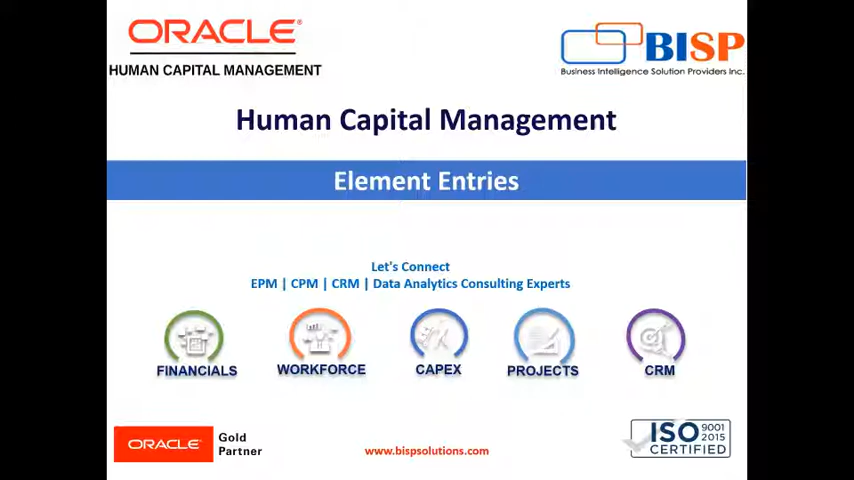 ORACLE®
HUMAN CAPITAL MANAGEMENT
BISP
Business Intelligence Solution Providers Inc.
Human Capital Management
Element Entries
Let's Connect
EPM | CPM | CRM | Data Analytics Consulting Experts
FINANCIALS
WORKFORCE
CAPEX
PROJECTS
CRM
ORACLE
Gold
Partner
www.bispsolutions.com
ISO 9001
2015
CERTIFIED